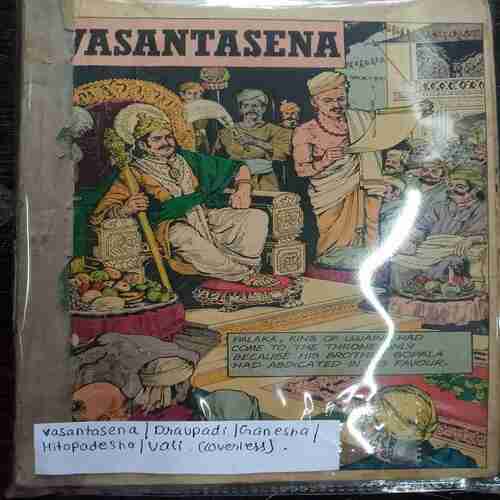 VASANTASENA
PALAKA, KING OF UJJAIN, HAD
COME TO THE THRONE ONLY
BECAUSE HIS BROTHER GOPALA
HAD ABDICATED IN HIS FAVOUR.
Vasantasena / Draupadi / Ganesha /
Hitopadesha / Vali. (Coverless).